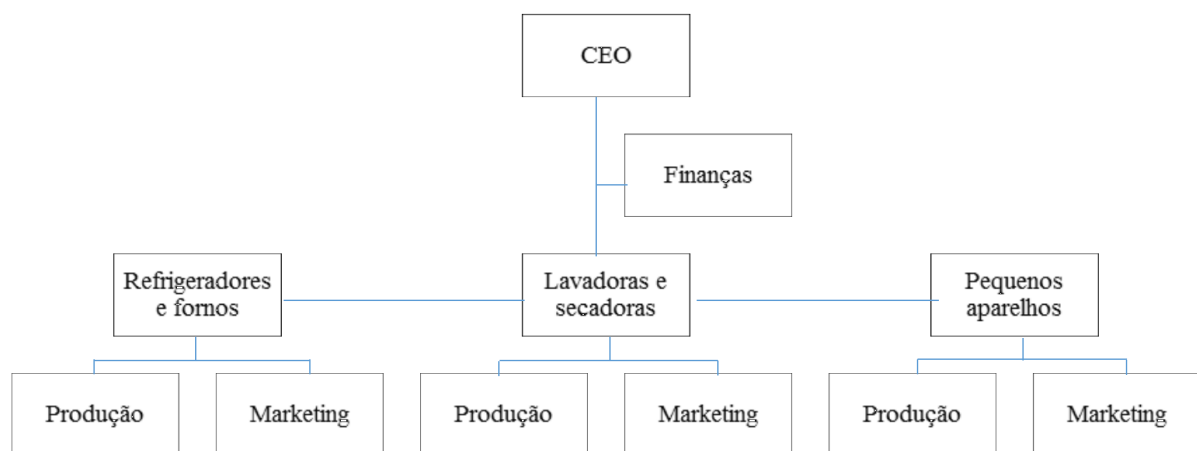 CEO
Finanças
Refrigeradores
e fornos
Lavadoras e
secadoras
Pequenos
aparelhos
Produção
Marketing
Produção
Marketing
Produção
Marketing